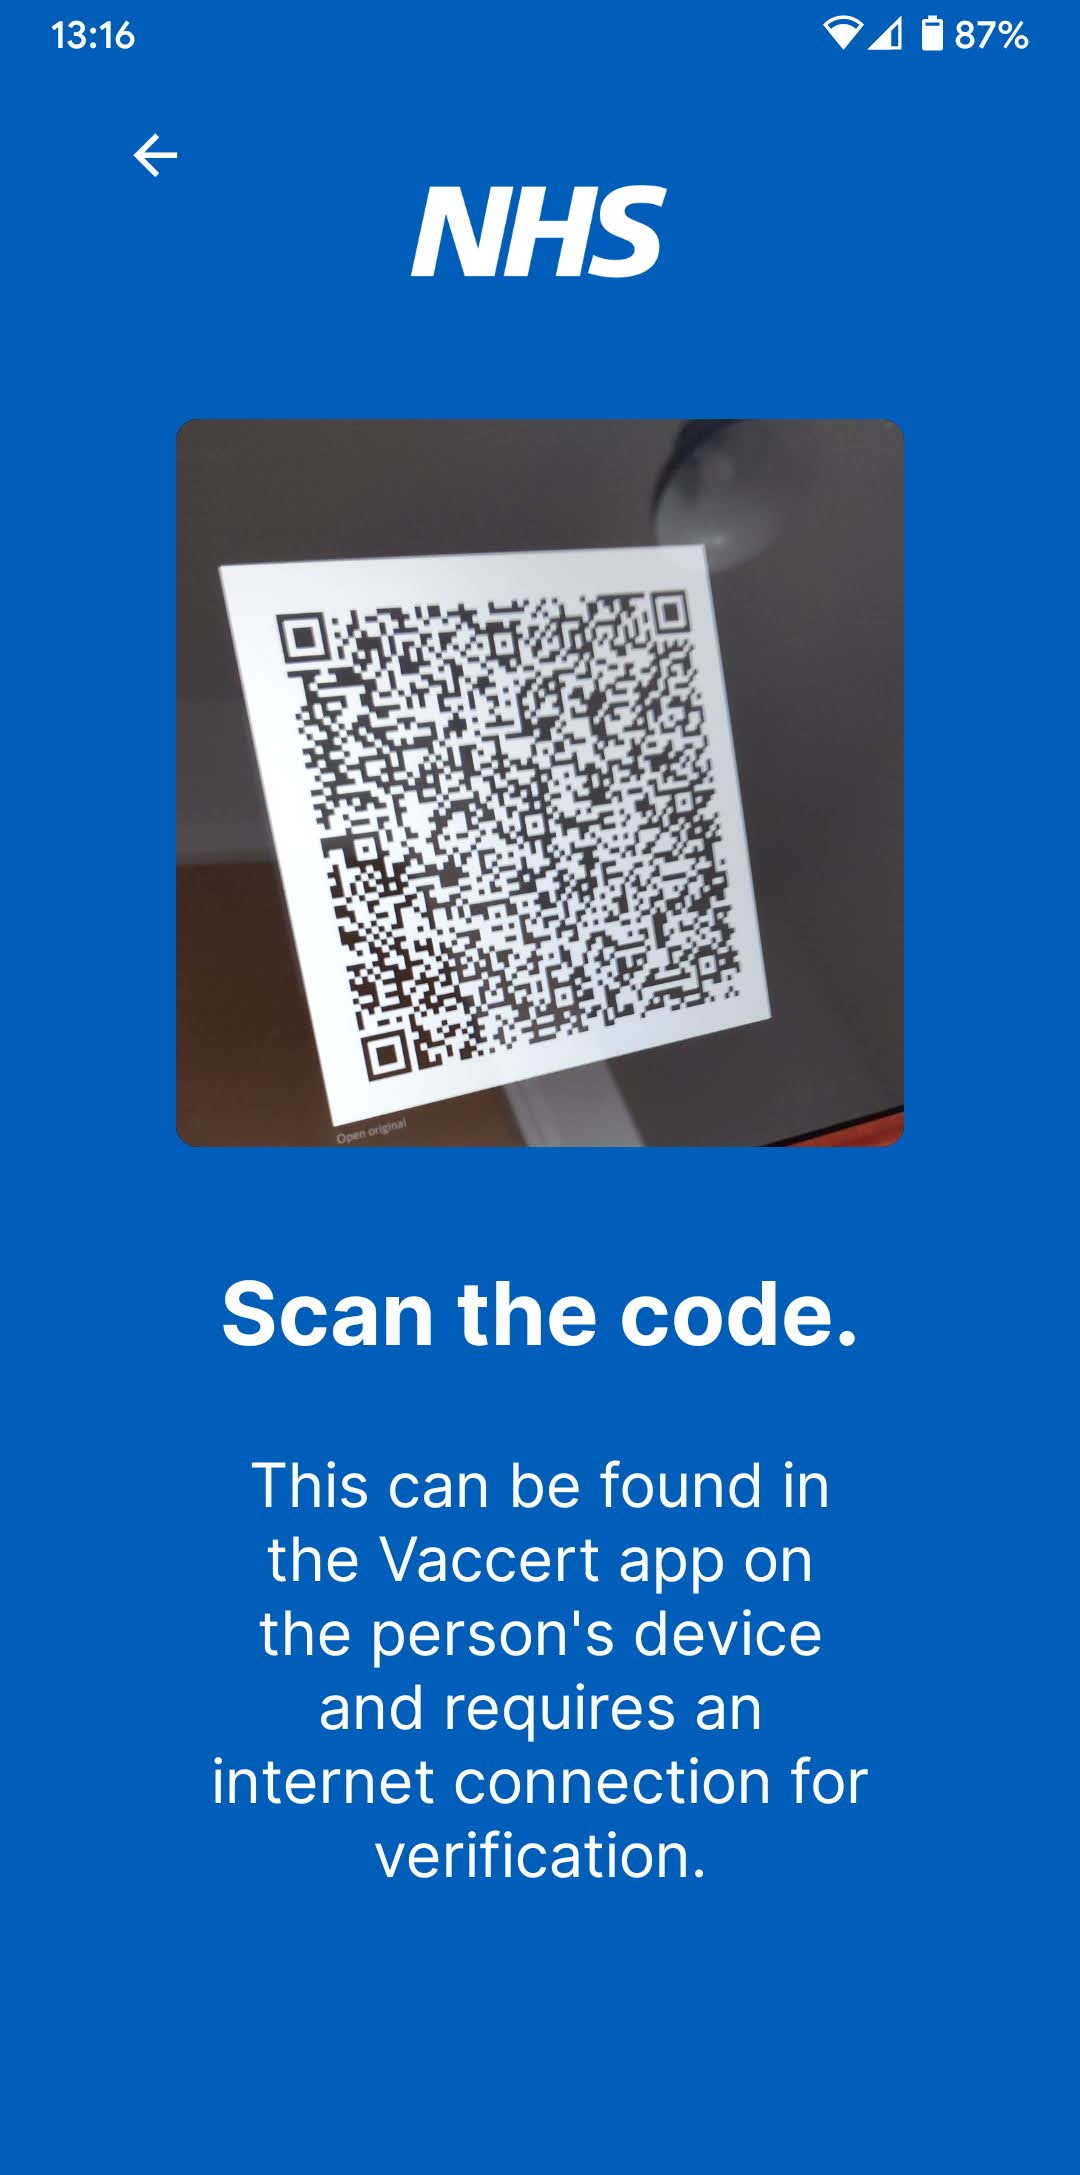 13:16
87%
NHS
Open original
Scan the code.
This can be found in
the Vaccert app on
the person's device
and requires an
internet connection for
verification.